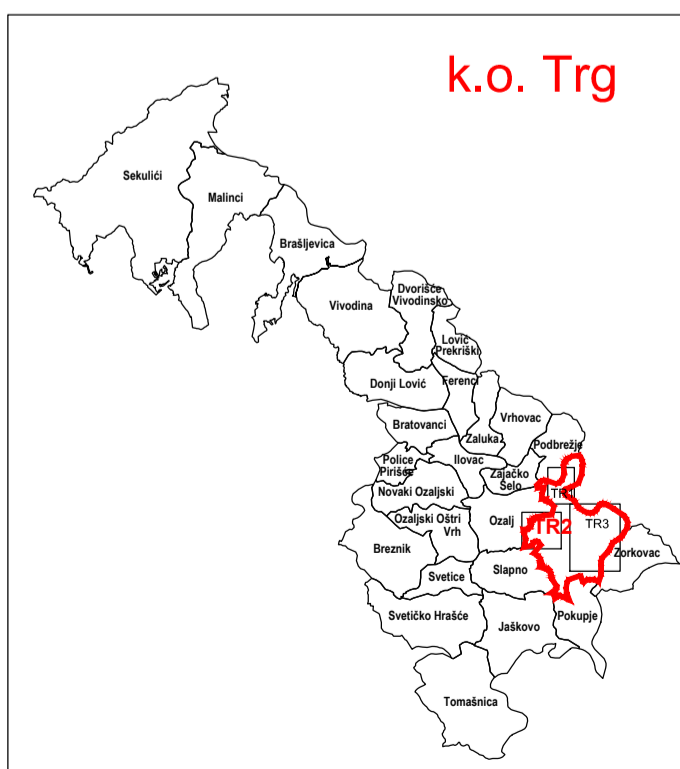 k.o. Trg
Sekulići
Malinci
Brašljevica
Dvorišće
Vivodinsko
Vivodina
Lović
Prekriški
Donji Lović
Ferenci
Vrhovac
Bratovanci
Zaluka
Podbrežje
Police
Pirišće
Ilovac
Zajačko
Šelo
Novaki Ozaljski
TR1
Ozaljski Oštri
Vrh
Ozalj
TR2
TR3
Breznik
Zorkovac
Slapno
Svetice
Svetičko Hrašće
Jaškovo
Pokupje
Tomašnica